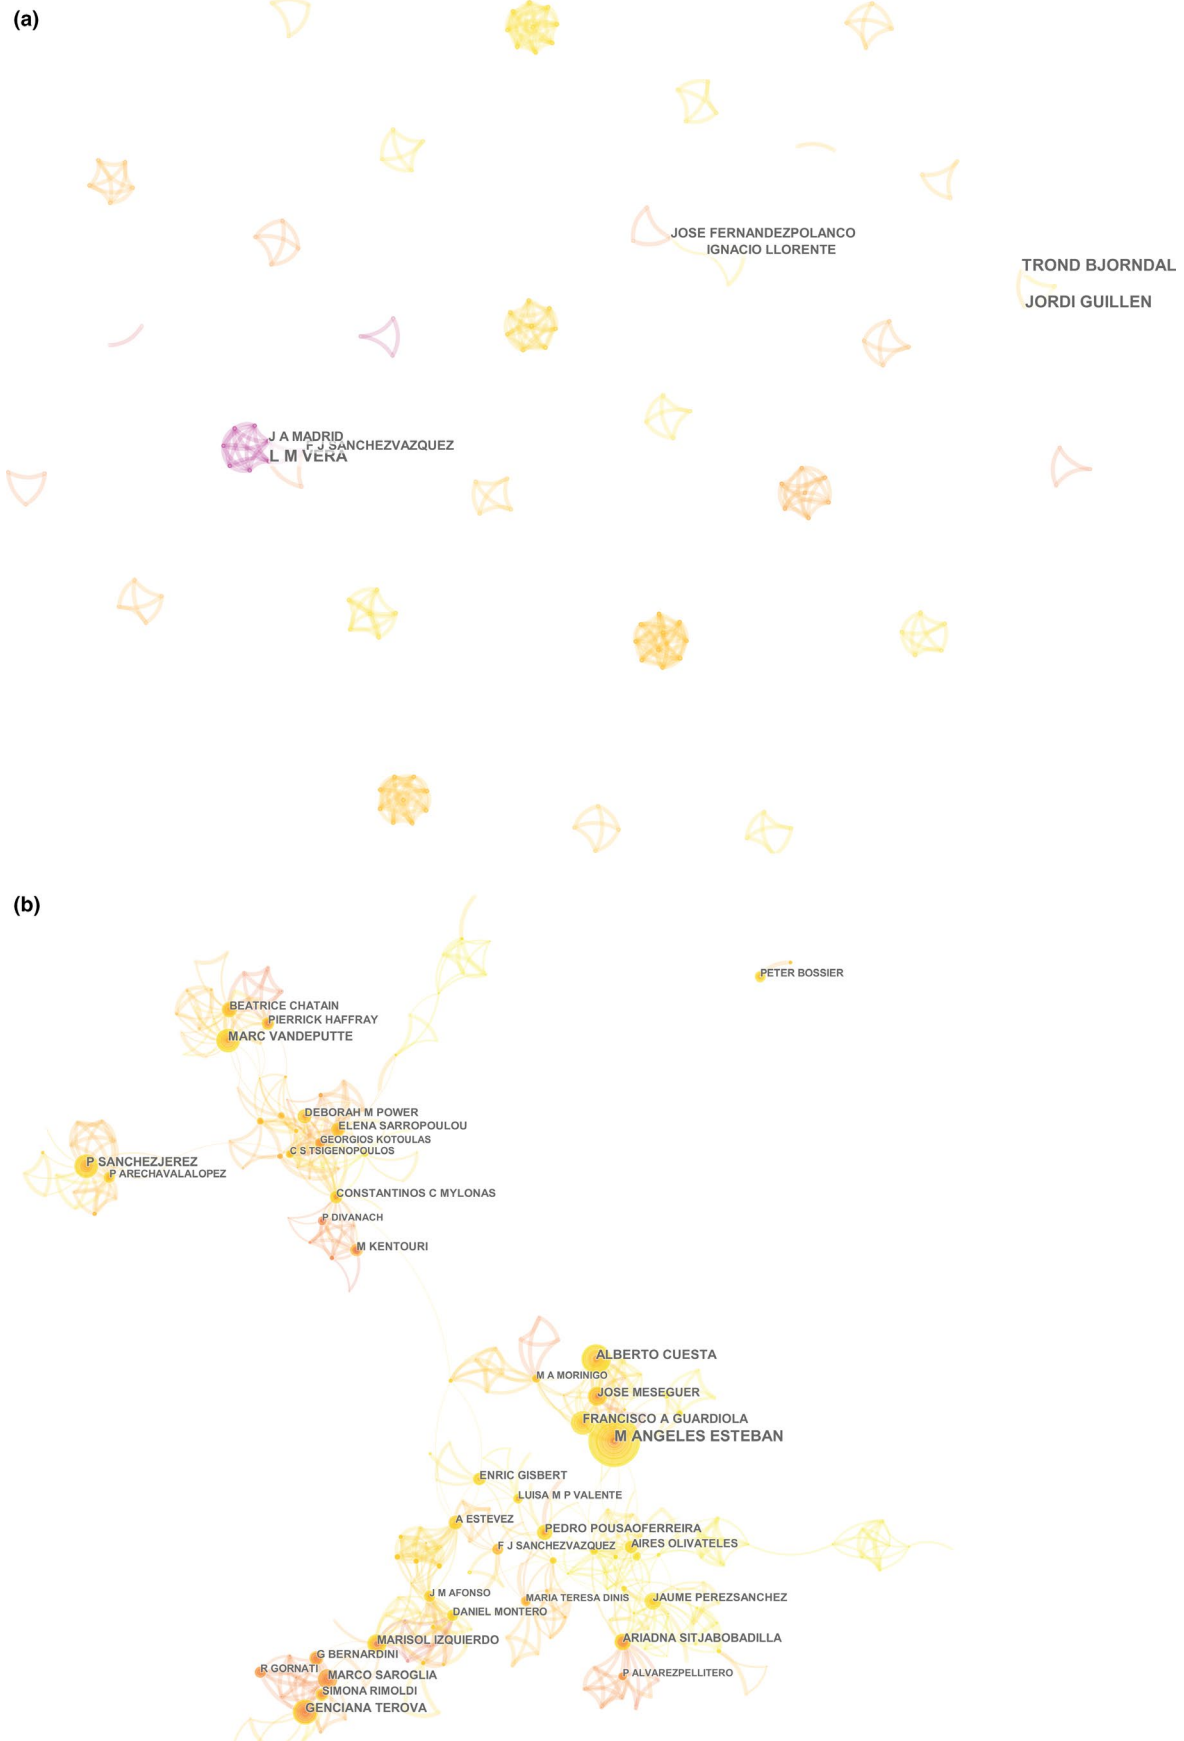 (a)
JOSE FERNANDEZPOLANCO
IGNACIO LLORENTE
TROND BJORNDAL
JORDI GUILLEN
J A MADRID
F J SANCHEZVAZQUEZ
L M VERA
(b)
PETER BOSSIER
BEATRICE CHATAIN
PIERRICK HAFFRAY
MARC VANDEPUTTE
DEBORAH M POWER
ELENA SARROPOULOU
GEORGIOS KOTOULAS
C S TSIGENOPOULOS
P SANCHEZJEREZ
P ARECHAVALALOPEZ
CONSTANTINOS C MYLONAS
P DIVANACH
M KENTOURI
ALBERTO CUESTA
M A MORINIGO
JOSE MESEGUER
FRANCISCO A GUARDIOLA
M ANGELES ESTEBAN
ENRIC GISBERT
LUISA M P VALENTE
A ESTEVEZ
PEDRO POUSAOFERREIRA
F J SANCHEZVAZQUEZ
AIRES OLIVATELES
J M AFONSO
MARIA TERESA DINIS
JAUME PEREZSANCHEZ
DANIEL MONTERO
MARISOL IZQUIERDO
ARIADNA SITJABOBADILLA
G BERNARDINI
R GORNATI
MARCO SAROGLIA
P ALVAREZPELLITERO
SIMONA RIMOLDI
GENCIANA TEROVA